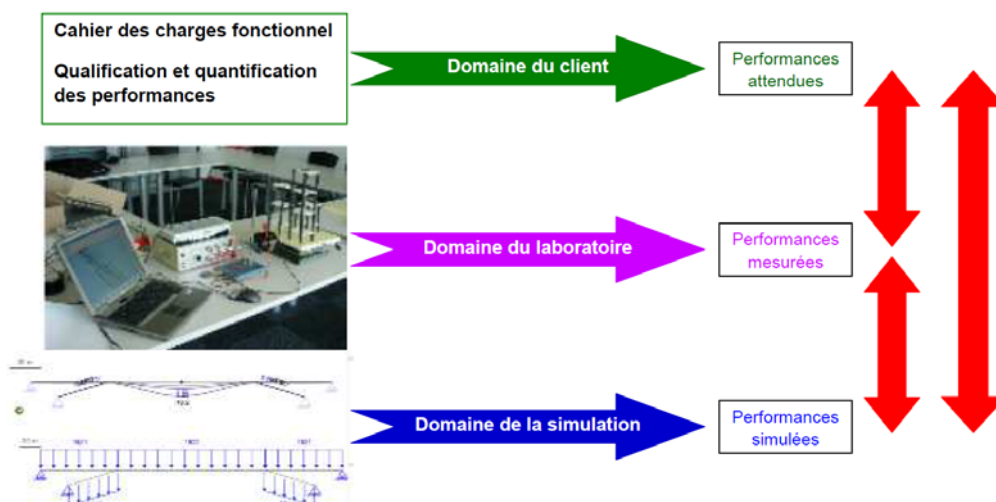 Cahier des charges fonctionnel
Qualification et quantification
des performances
Domaine du client
Performances
attendues
Domaine du laboratoire
Performances
mesurées
Domaine de la simulation
Performances
simulées